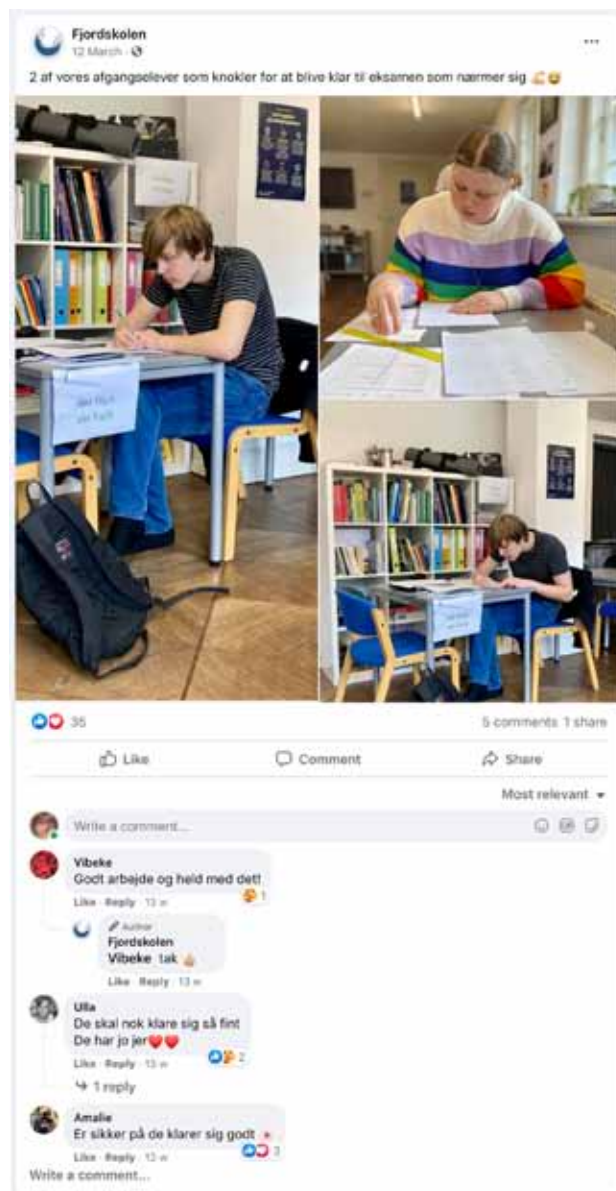 Fjordskolen
12 March
2 af vores afgangselever som knokler for at blive klar til eksamen som nærmer sig 💪😅
35
5 comments 1 share
Like
Comment
Share
Most relevant
Write a comment...
Vibeke
Godt arbejde og held med det!
1
Like · Reply · 13 w
Author
Fjordskolen
Vibeke tak 👍
Like · Reply · 13 w
Ulla
De skal nok klare sig så fint
De har jo jer❤️❤️
2
Like · Reply · 13 w
1 reply
Amalie
Er sikker på de klarer sig godt
3
Like · Reply · 12 w
Write a comment...